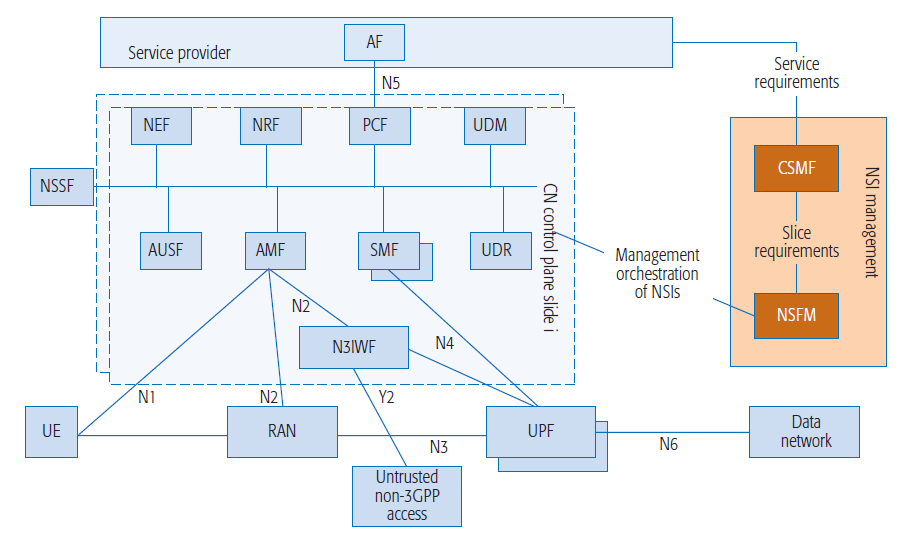 AF
Service provider
N5
Service
requirements
NEF
NRF
PCF
UDM
CSMF
NSSF
CN control plane slide i
NSI management
AUSF
AMF
SMF
UDR
Slice
requirements
Management
orchestration
of NSIs
N2
NSFM
N3IWF
N4
N1
N2
Y2
UE
RAN
UPF
Data
network
N3
N6
Untrusted
non-3GPP
access